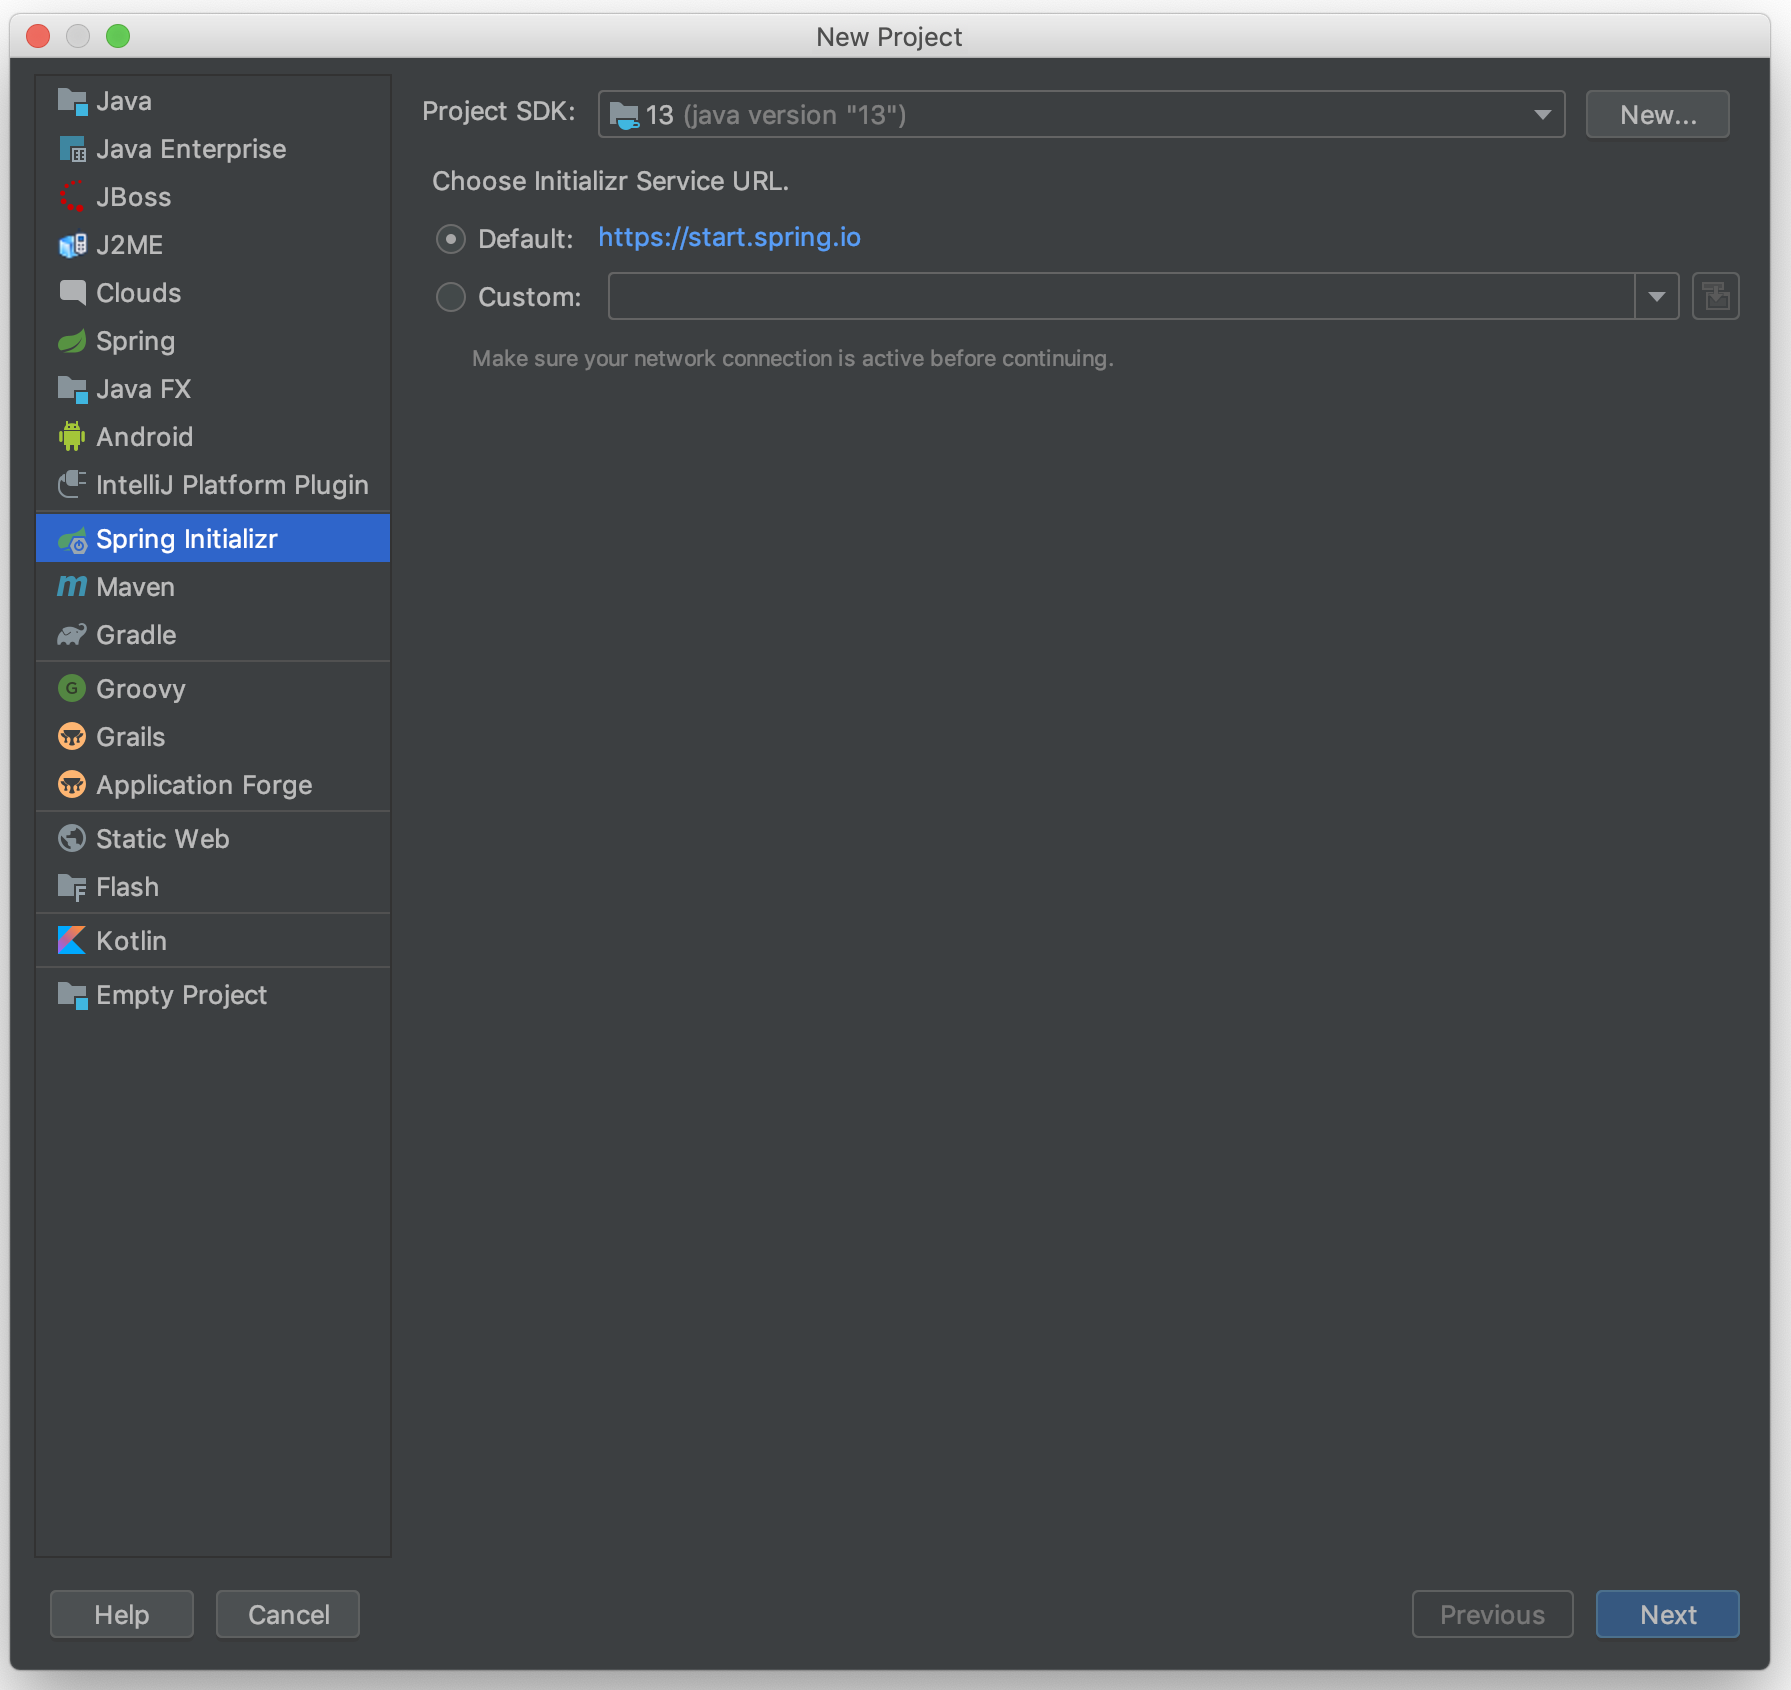 New Project
Java
Java Enterprise
JBoss
J2ME
Clouds
Spring
Java FX
Android
IntelliJ Platform Plugin
Spring Initializr
Maven
Gradle
Groovy
Grails
Application Forge
Static Web
Flash
Kotlin
Empty Project
Project SDK: 13 (java version "13") New...
Choose Initializr Service URL.
Default: https://start.spring.io
Custom:
Make sure your network connection is active before continuing.
Help Cancel Previous Next